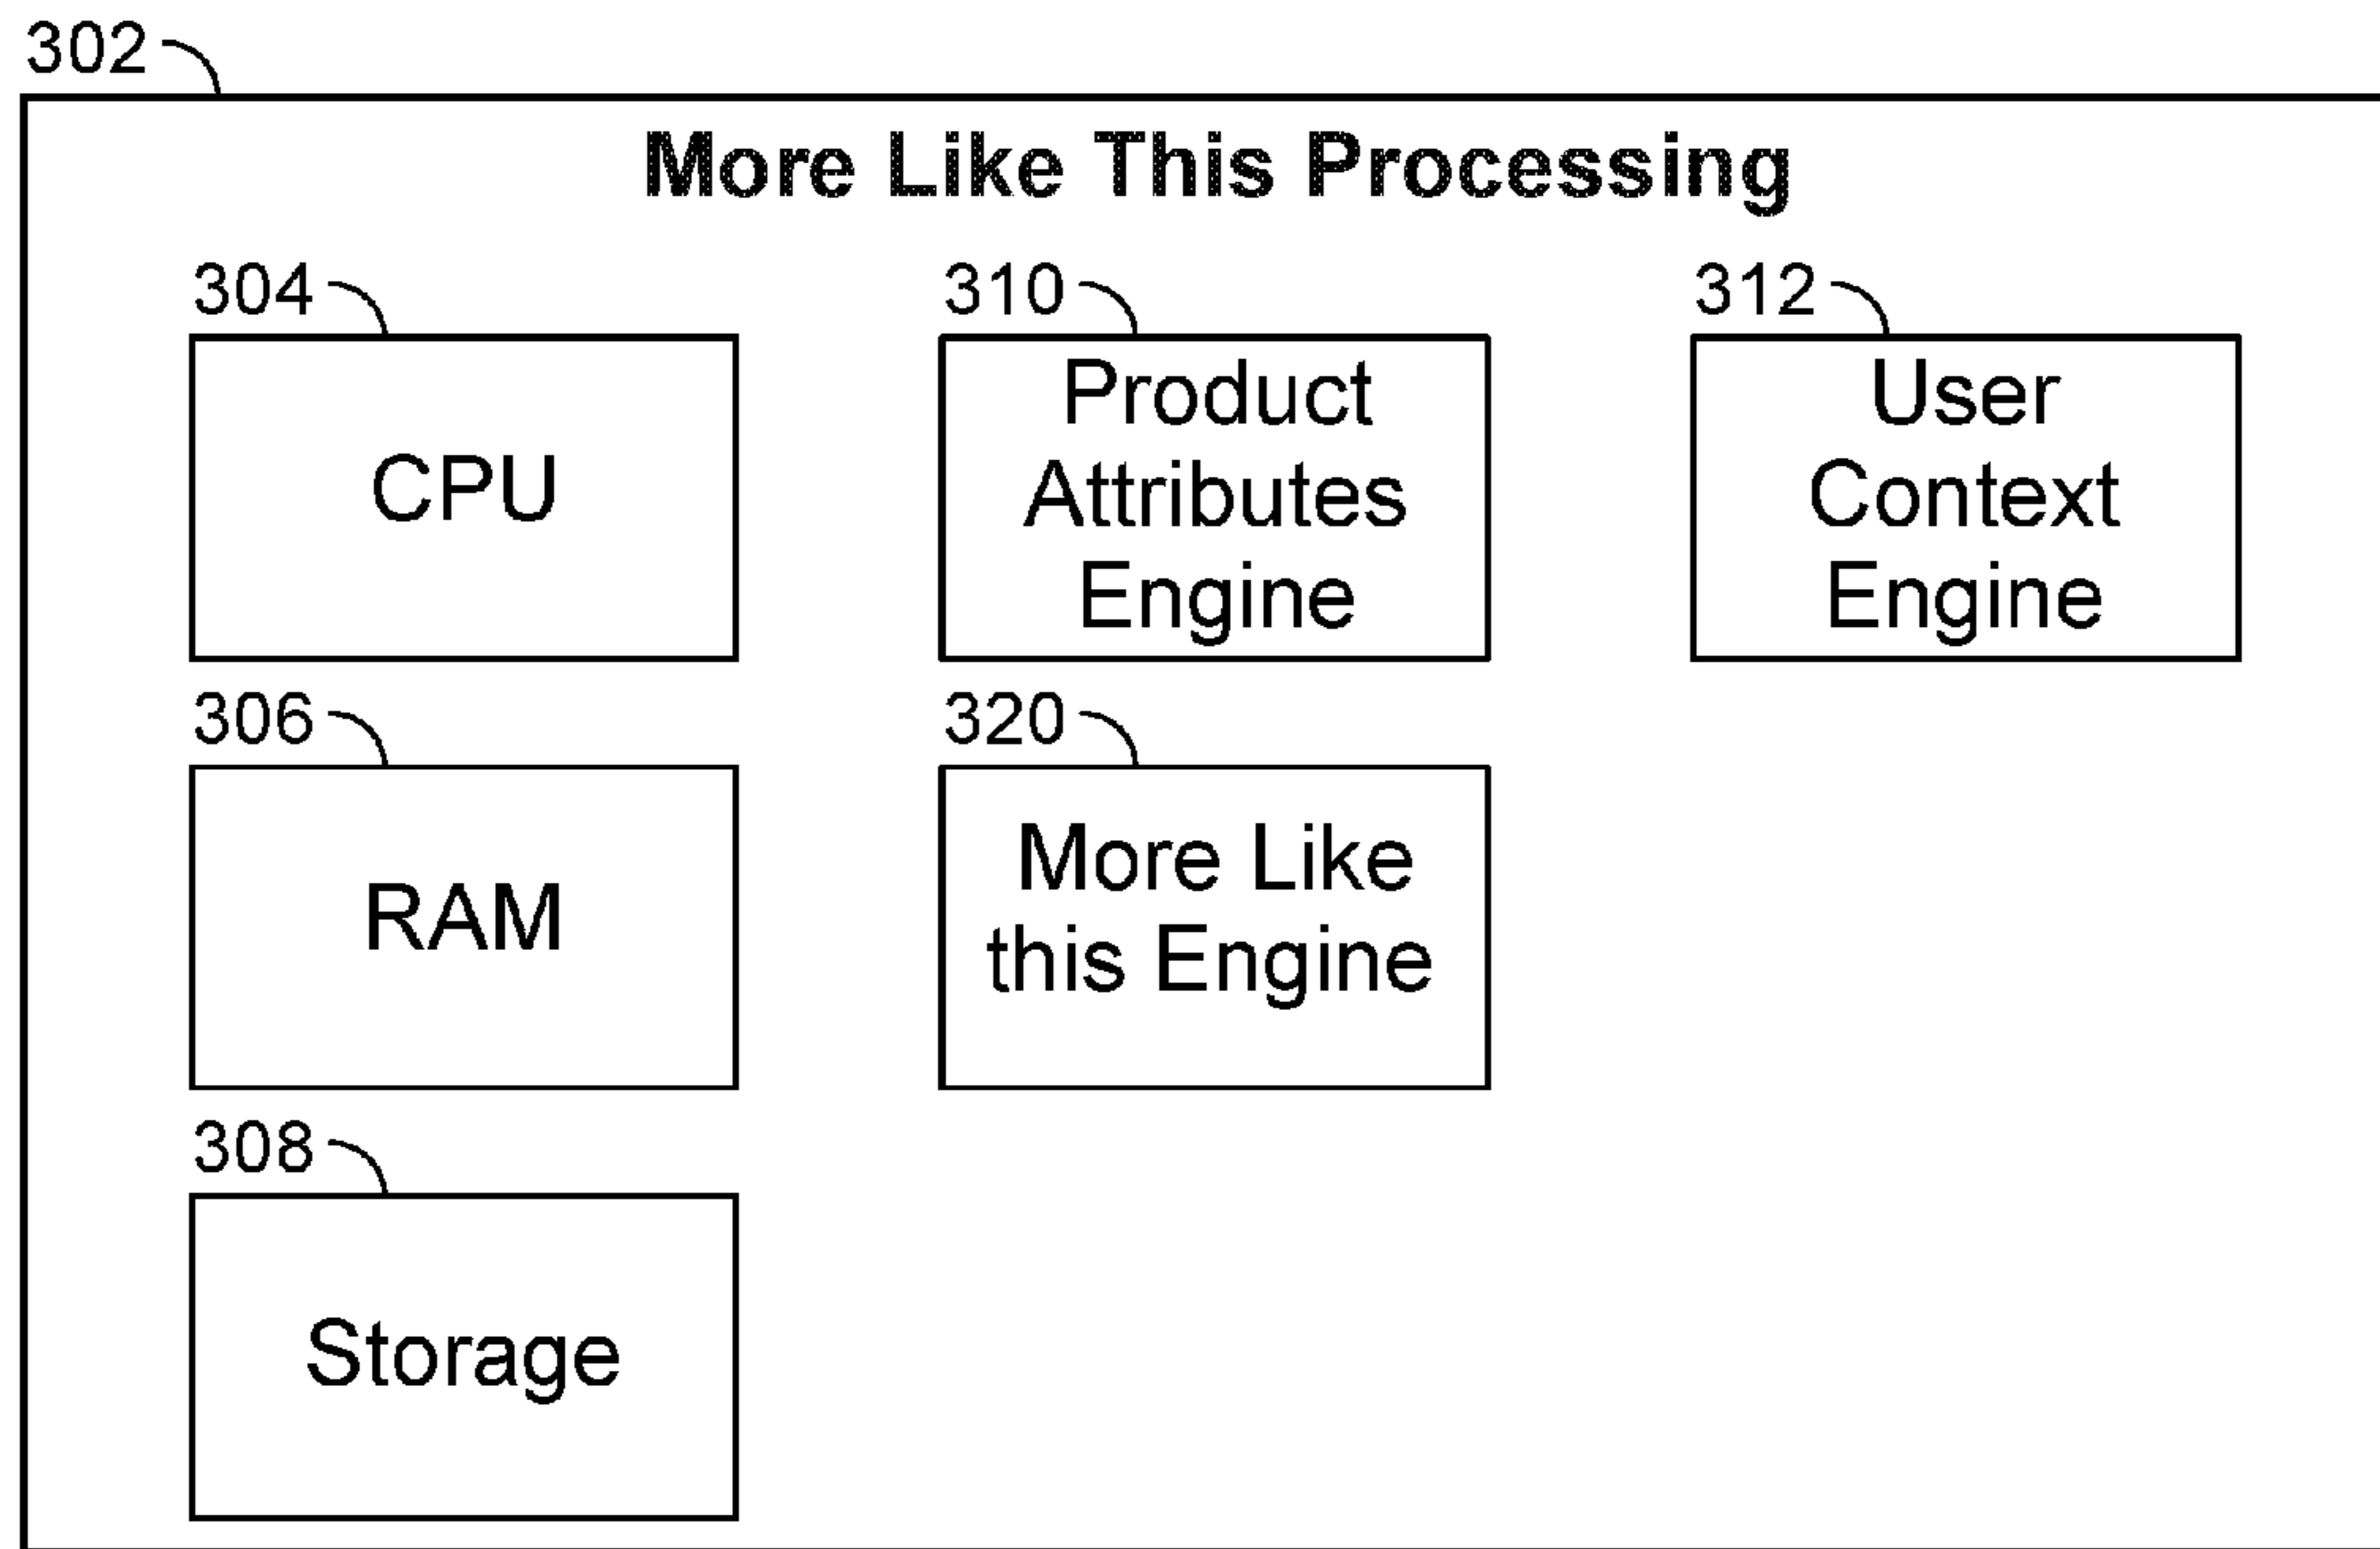 302
More Like This Processing
304
CPU
310
Product
Attributes
Engine
312
User
Context
Engine
306
RAM
320
More Like
this Engine
308
Storage